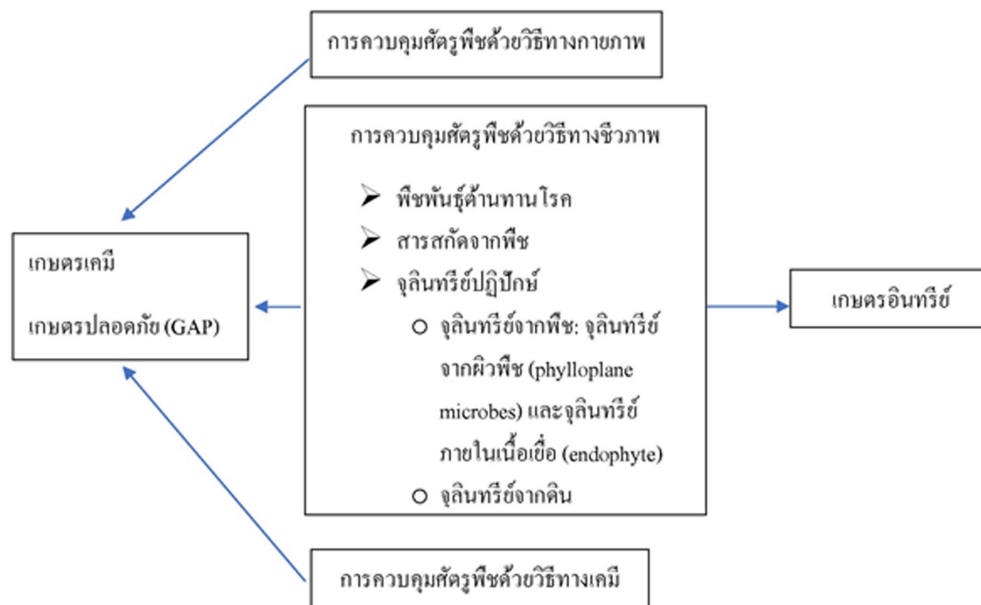 การควบคุมศัตรูพืชด้วยวิธีทางกายภาพ
การควบคุมศัตรูพืชด้วยวิธีทางชีวภาพ
➢ พืชพันธุ์ต้านทานโรค
➢ สารสกัดจากพืช
➢ จุลินทรีย์ปฏิปักษ์
o จุลินทรีย์จากพืช: จุลินทรีย์
จากผิวพืช (phylloplane
microbes) และจุลินทรีย์
ภายในเนื้อเยื่อ (endophyte)
o จุลินทรีย์จากดิน
เกษตรเคมี
เกษตรปลอดภัย (GAP)
เกษตรอินทรีย์
การควบคุมศัตรูพืชด้วยวิธีทางเคมี